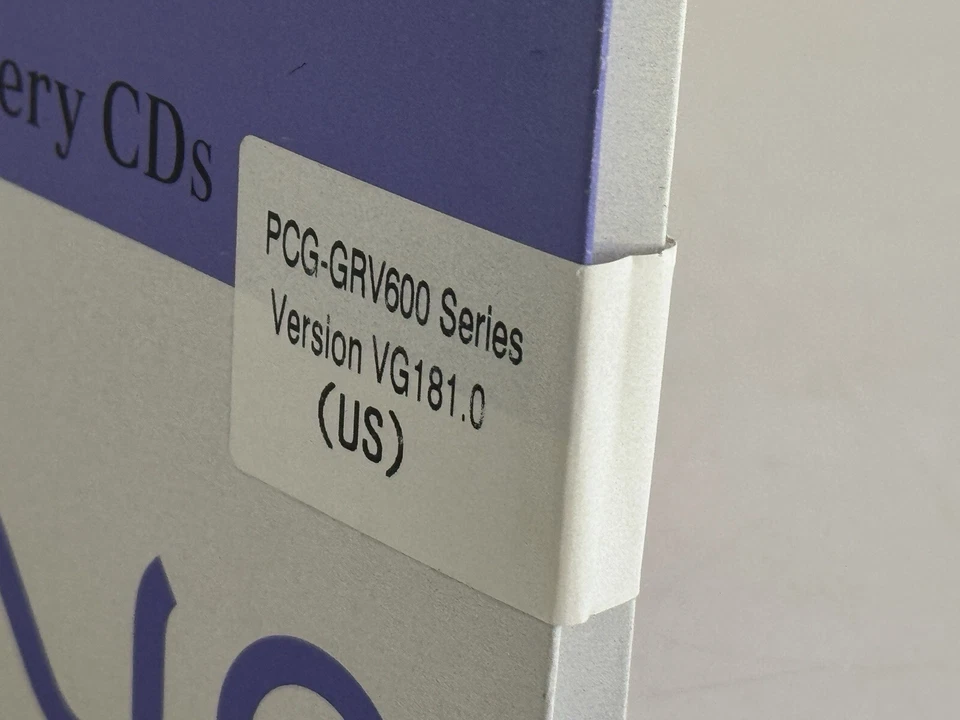 ery CDs
PCG-GRV600 Series
Version VG181.0
(US)